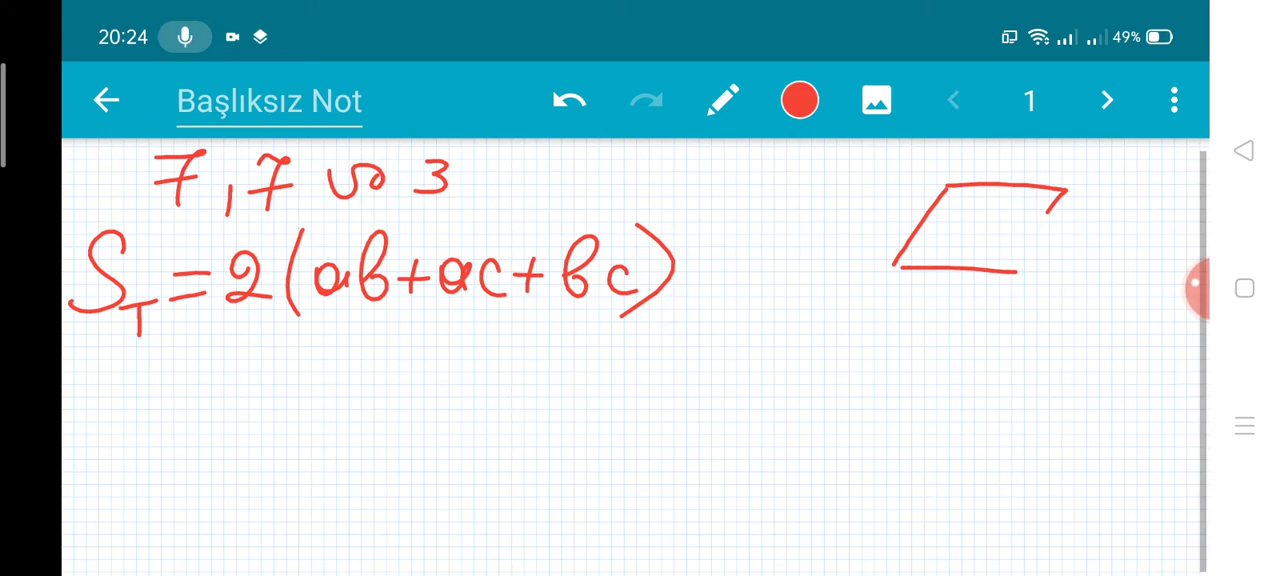 20:24 49%
Başlıksız Not 1
7,7 və 3
S_T = 2(ab+ac+bc)